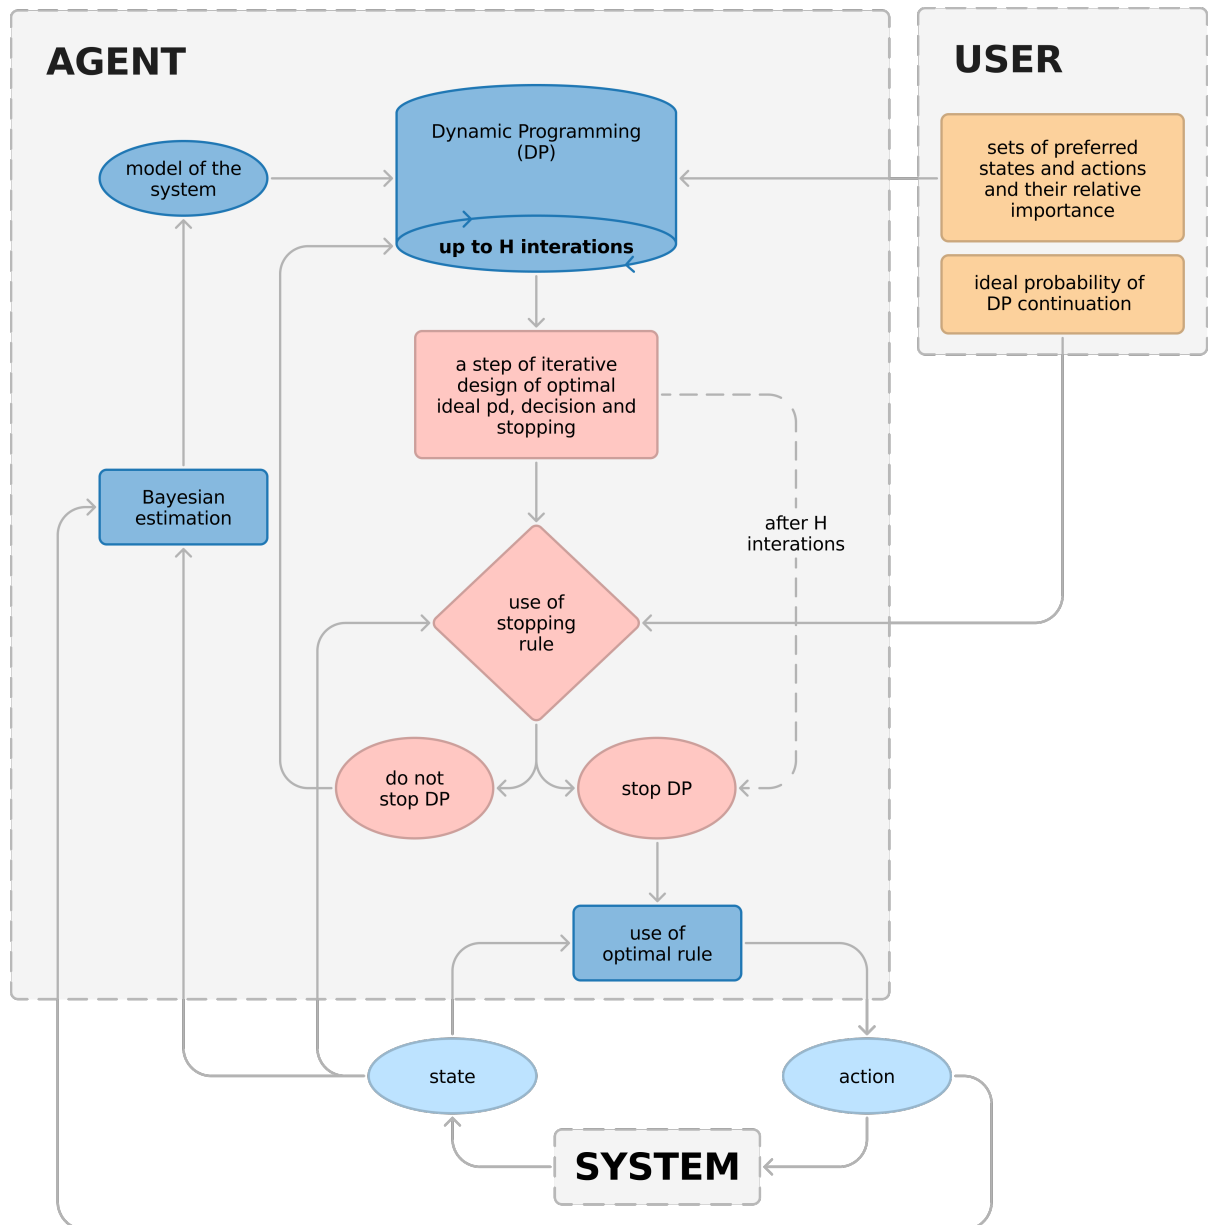 AGENT
USER
Dynamic Programming
(DP)
sets of preferred
states and actions
and their relative
importance
model of the
system
up to H interations
ideal probability of
DP continuation
a step of iterative
design of optimal
ideal pd, decision and
stopping
Bayesian
estimation
after H
interations
use of
stopping
rule
do not
stop DP
stop DP
use of
optimal rule
state
action
SYSTEM